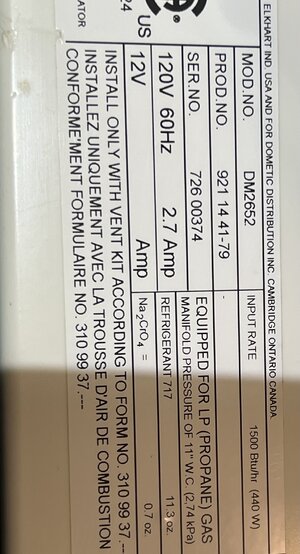 ELKHART IND. USA AND FOR DOMETIC DISTRIBUTION INC. CAMBRIDGE ONTARIO CANADA
MOD.NO. DM2652 INPUT RATE 1500 Btu/hr (440 W)
PROD.NO. 921 14 41-79 -
SER.NO. 726 00374 EQUIPPED FOR LP (PROPANE) GAS
MANIFOLD PRESSURE OF 11" W.C. (2,74 kPa)
120V 60Hz 2.7 Amp REFRIGERANT 717 11.3 oz.
12V Amp Na2CrO4 = 0.7 oz.
INSTALL ONLY WITH VENT KIT ACCORDING TO FORM NO. 310 99 37.---
INSTALLEZ UNIQUEMENT AVEC LA TROUSSE D'AIR DE COMBUSTION
CONFORME'MENT FORMULAIRE NO. 310 99 37.---
US
24
ATOR